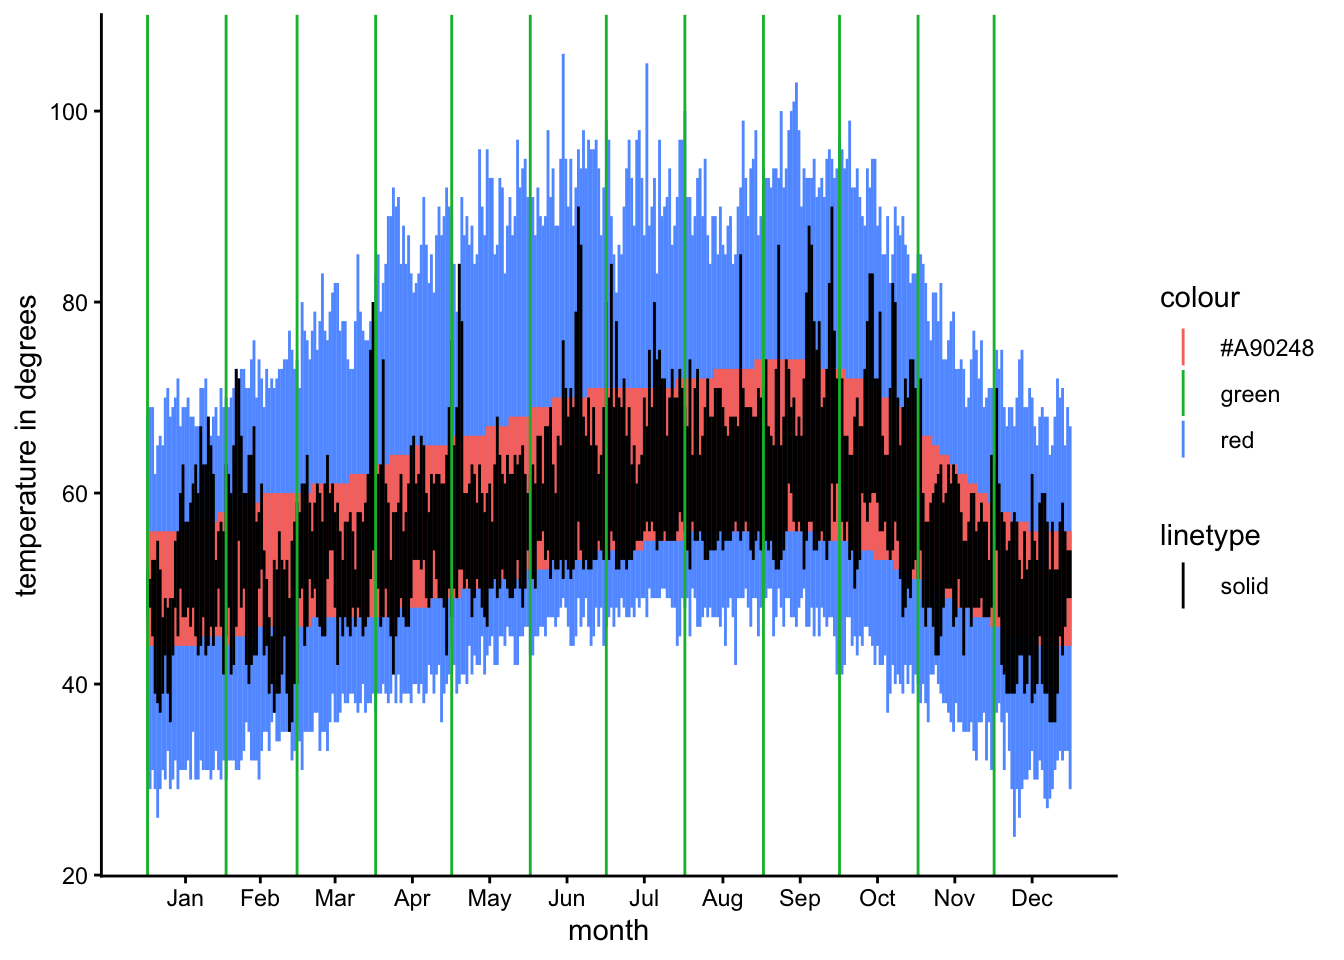 100
80
60
40
20
temperature in degrees
Jan Feb Mar Apr May Jun Jul Aug Sep Oct Nov Dec
month
colour
#A90248
green
red
linetype
solid